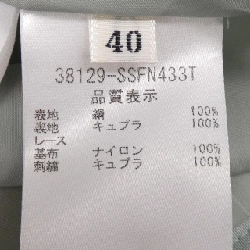 40
38129-SSFN433T
品質表示
表地 綿 100%
裏地 キュプラ 100%
レース
基布 ナイロン 100%
刺繍 キュプラ 100%